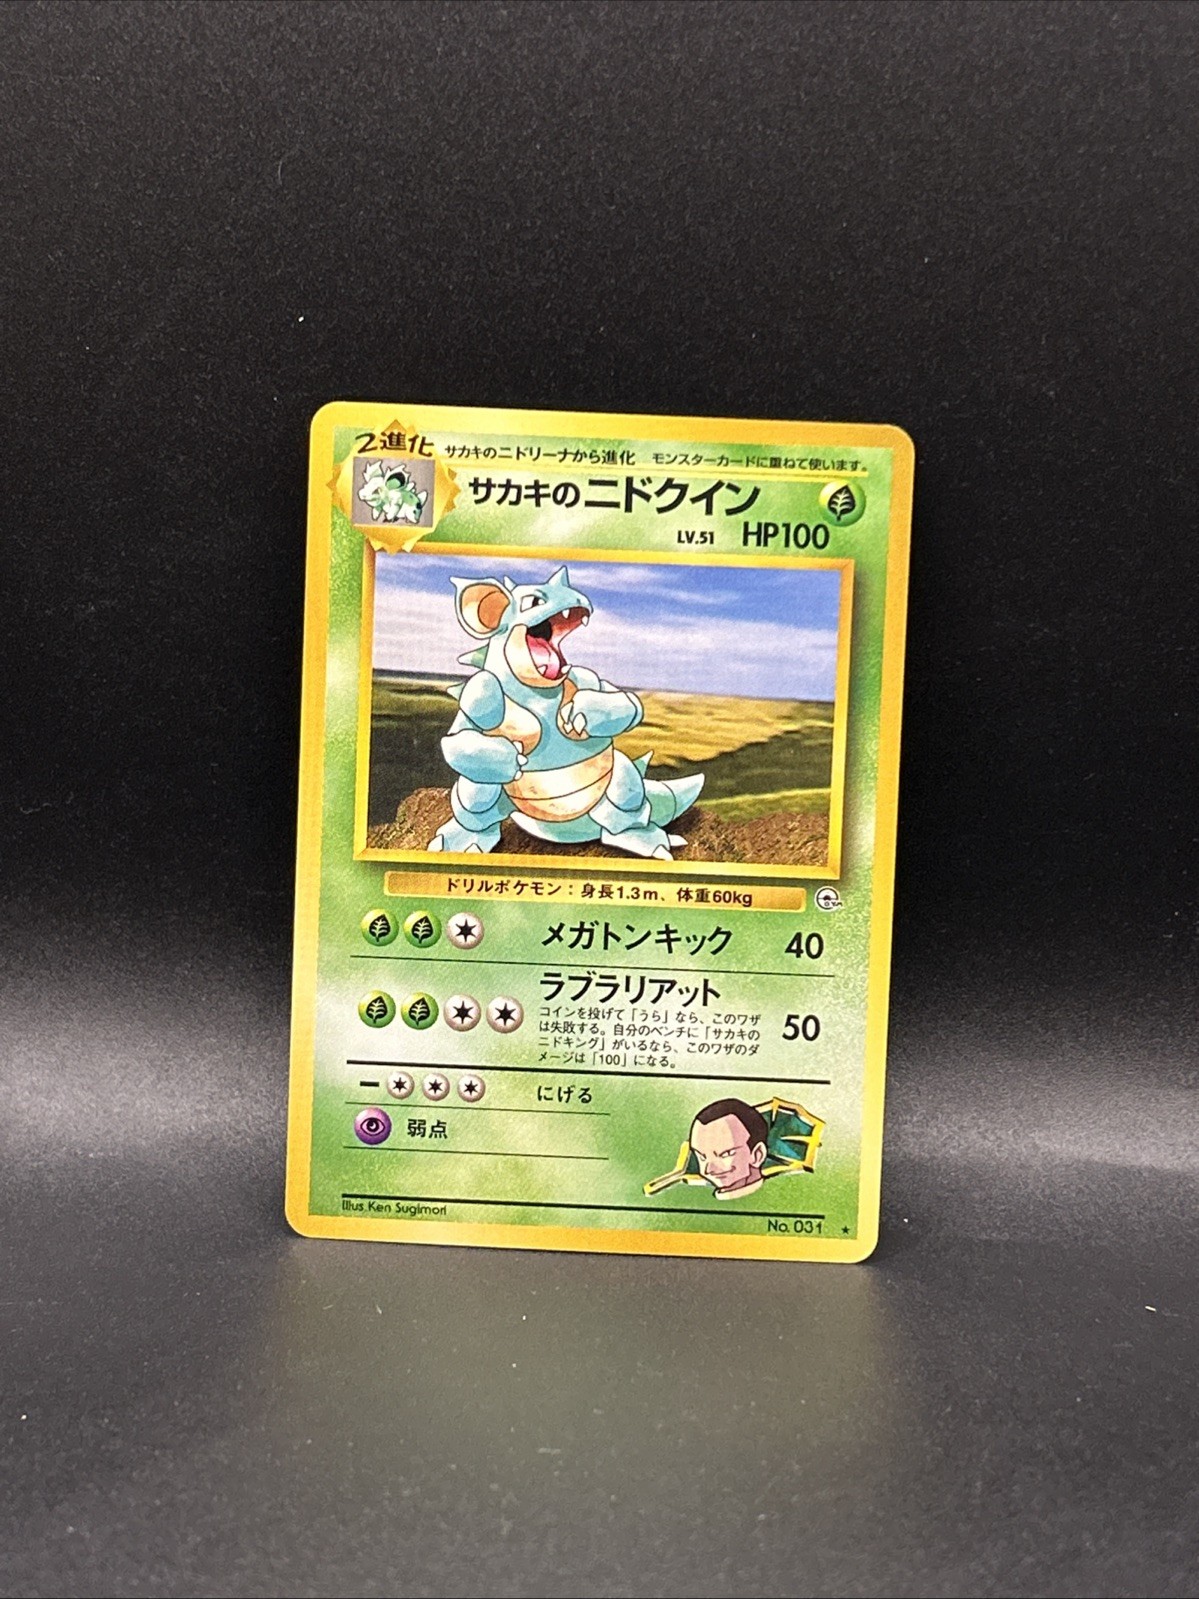 2進化
サカキのニドリーナから進化 モンスターカードに重ねて使います。
サカキのニドクイン
LV.51 HP100
ドリルポケモン：身長1.3m、体重60kg
メガトンキック 40
ラブラリアット 50
コインを投げて「うら」なら、このワザ
は失敗する。自分のベンチに「サカキの
ニドキング」がいるなら、このワザのダ
メージは「100」になる。
にげる
弱点
Illus. Ken Sugimori
No. 031